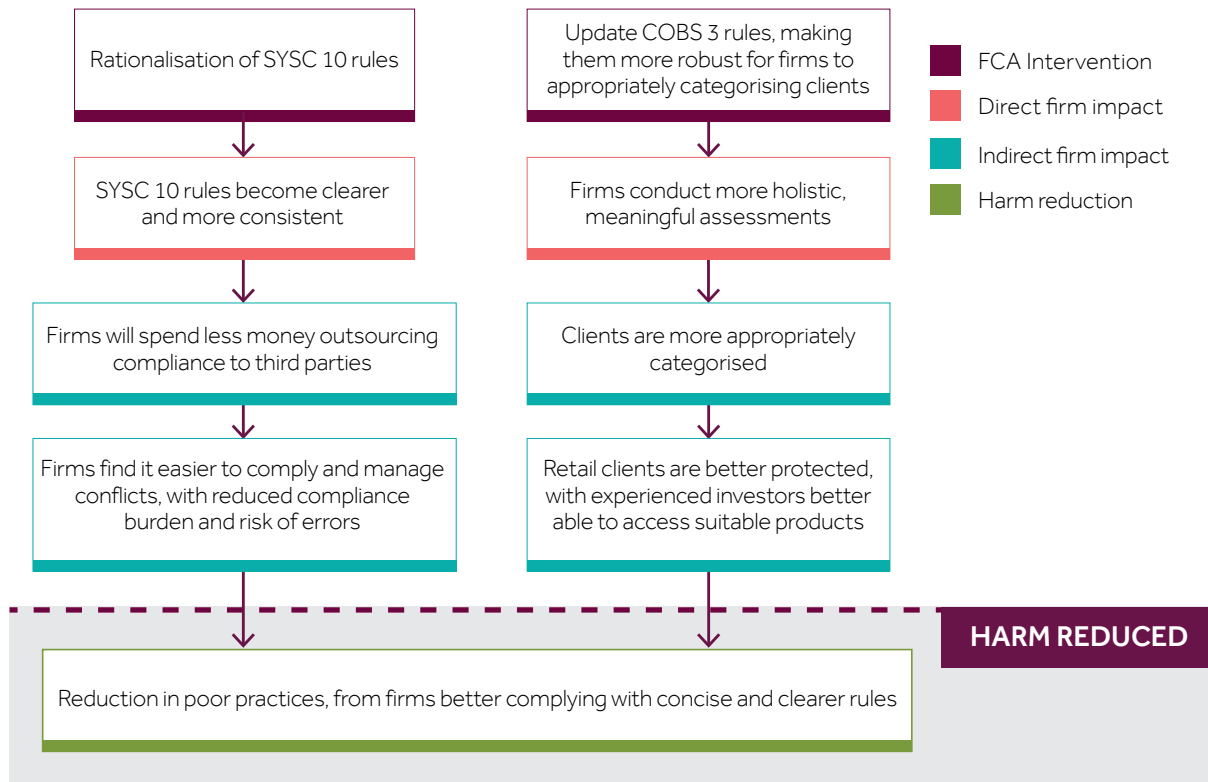 Rationalisation of SYSC 10 rules
SYSC 10 rules become clearer
and more consistent
Firms will spend less money outsourcing
compliance to third parties
Firms find it easier to comply and manage
conflicts, with reduced compliance
burden and risk of errors
Update COBS 3 rules, making
them more robust for firms to
appropriately categorising clients
Firms conduct more holistic,
meaningful assessments
Clients are more appropriately
categorised
Retail clients are better protected,
with experienced investors better
able to access suitable products
FCA Intervention
Direct firm impact
Indirect firm impact
Harm reduction
HARM REDUCED
Reduction in poor practices, from firms better complying with concise and clearer rules